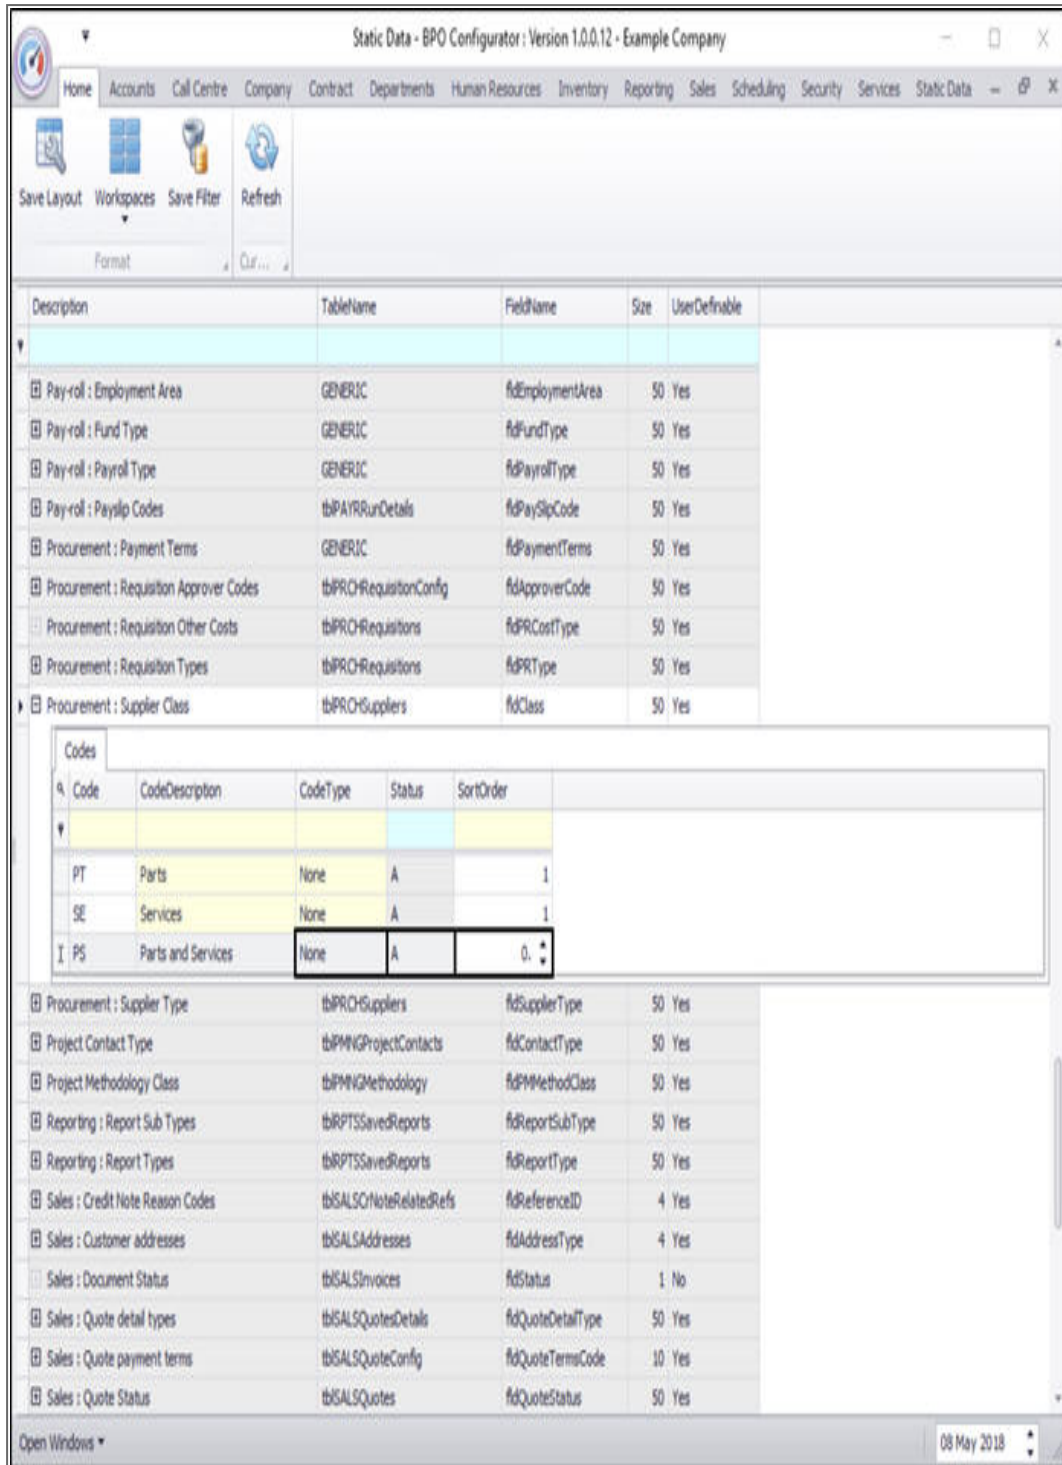 Static Data - BPO Configurator : Version 1.0.0.12 - Example Company
Home Accounts Call Centre Company Contract Departments Human Resources Inventory Reporting Sales Scheduling Security Services Static Data
Save Layout Workspaces Save Filter Refresh
Format Cur...
Description TableName FieldName Size UserDefinable
Pay-roll : Employment Area GENERIC fldEmploymentArea 50 Yes
Pay-roll : Fund Type GENERIC fldFundType 50 Yes
Pay-roll : Payroll Type GENERIC fldPayrollType 50 Yes
Pay-roll : Payslip Codes tblPAYRRunDetails fldPaySlipCode 50 Yes
Procurement : Payment Terms GENERIC fldPaymentTerms 50 Yes
Procurement : Requisition Approver Codes tblPRCHRequisitionConfig fldApproverCode 50 Yes
Procurement : Requisition Other Costs tblPRCHRequisitions fldPRCostType 50 Yes
Procurement : Requisition Types tblPRCHRequisitions fldPRType 50 Yes
Procurement : Supplier Class tblPRCHSuppliers fldClass 50 Yes
Codes
Code CodeDescription CodeType Status SortOrder
PT Parts None A 1
SE Services None A 1
PS Parts and Services None A 0.
Procurement : Supplier Type tblPRCHSuppliers fldSupplierType 50 Yes
Project Contact Type tblPMNGProjectContacts fldContactType 50 Yes
Project Methodology Class tblPMNGMethodology fldPMMethodClass 50 Yes
Reporting : Report Sub Types tblRPTSSavedReports fldReportSubType 50 Yes
Reporting : Report Types tblRPTSSavedReports fldReportType 50 Yes
Sales : Credit Note Reason Codes tblSALSCrNoteRelatedRefs fldReferenceID 4 Yes
Sales : Customer addresses tblSALSAddresses fldAddressType 4 Yes
Sales : Document Status tblSALSInvoices fldStatus 1 No
Sales : Quote detail types tblSALSQuotesDetails fldQuoteDetailType 50 Yes
Sales : Quote payment terms tblSALSQuoteConfig fldQuoteTermsCode 10 Yes
Sales : Quote Status tblSALSQuotes fldQuoteStatus 50 Yes
Open Windows 08 May 2018